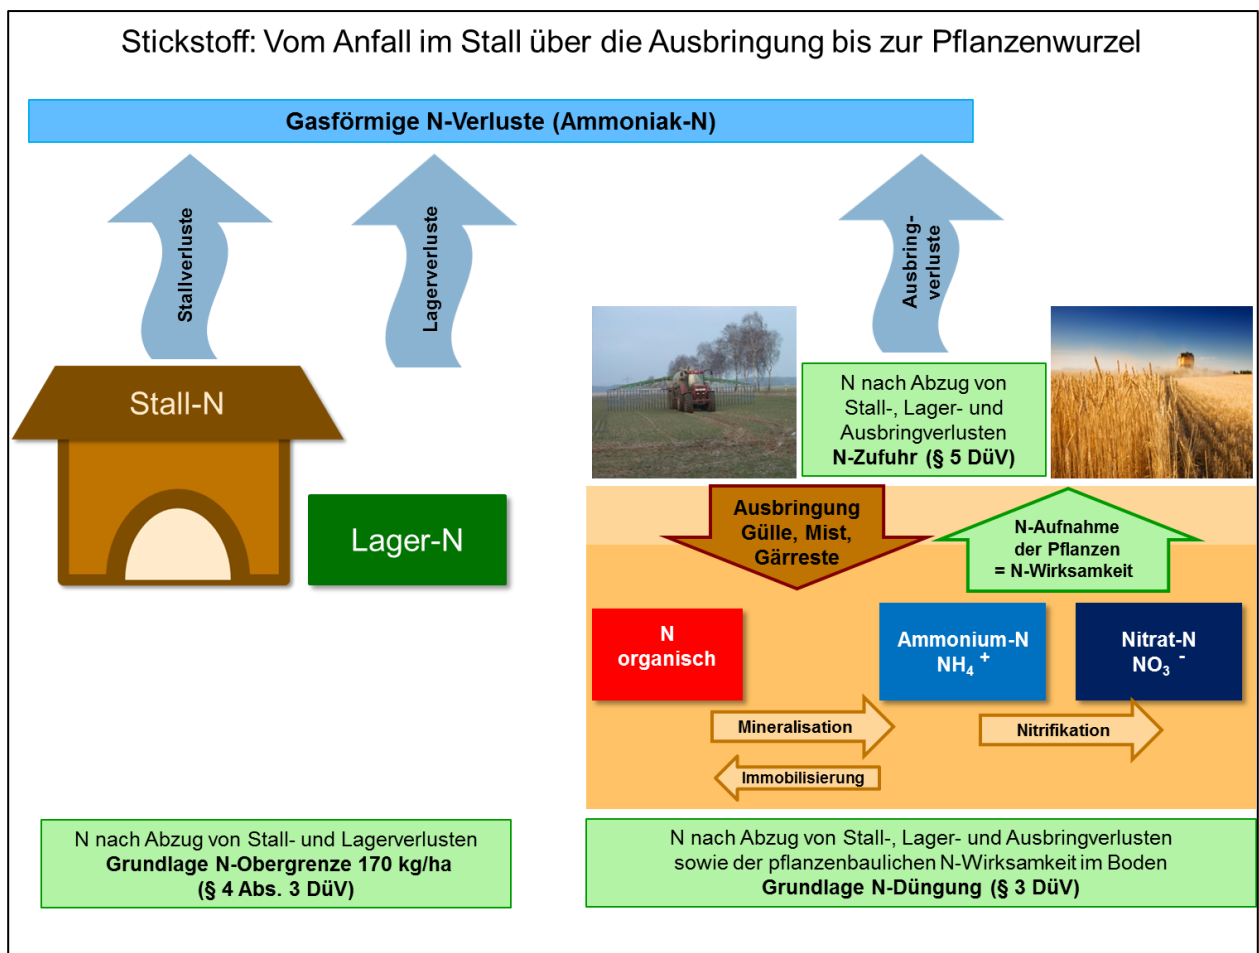 Stickstoff: Vom Anfall im Stall über die Ausbringung bis zur Pflanzenwurzel
Gasförmige N-Verluste (Ammoniak-N)
Stallverluste
Lagerverluste
Ausbring-
verluste
Stall-N
Lager-N
N nach Abzug von
Stall-, Lager- und
Ausbringverlusten
N-Zufuhr (§ 5 DüV)
Ausbringung
Gülle, Mist,
Gärreste
N-Aufnahme
der Pflanzen
= N-Wirksamkeit
N
organisch
Ammonium-N
NH₄⁺
Nitrat-N
NO₃⁻
Mineralisation
Nitrifikation
Immobilisierung
N nach Abzug von Stall- und Lagerverlusten
Grundlage N-Obergrenze 170 kg/ha
(§ 4 Abs. 3 DüV)
N nach Abzug von Stall-, Lager- und Ausbringverlusten
sowie der pflanzenbaulichen N-Wirksamkeit im Boden
Grundlage N-Düngung (§ 3 DüV)